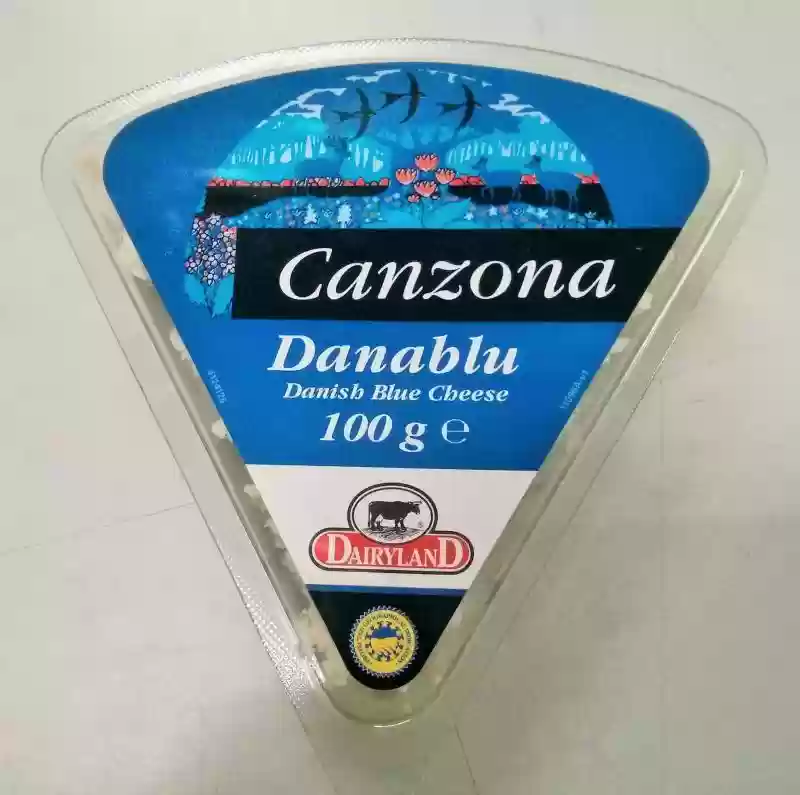 Canzona
Danablu
Danish Blue Cheese
100 g ℮
DAIRYLAND